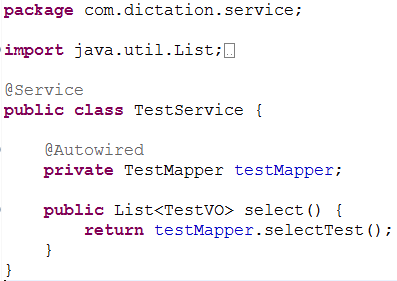 package com.dictation.service;
import java.util.List;
@Service
public class TestService {
@Autowired
private TestMapper testMapper;
public List<TestVO> select() {
return testMapper.selectTest();
}
}